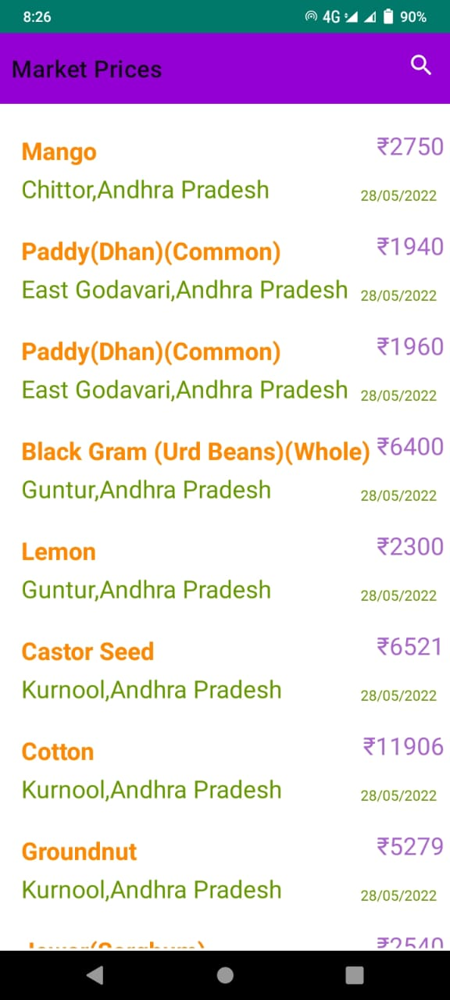 8:26 4G 90%
Market Prices
Mango ₹2750
Chittor,Andhra Pradesh 28/05/2022
Paddy(Dhan)(Common) ₹1940
East Godavari,Andhra Pradesh 28/05/2022
Paddy(Dhan)(Common) ₹1960
East Godavari,Andhra Pradesh 28/05/2022
Black Gram (Urd Beans)(Whole) ₹6400
Guntur,Andhra Pradesh 28/05/2022
Lemon ₹2300
Guntur,Andhra Pradesh 28/05/2022
Castor Seed ₹6521
Kurnool,Andhra Pradesh 28/05/2022
Cotton ₹11906
Kurnool,Andhra Pradesh 28/05/2022
Groundnut ₹5279
Kurnool,Andhra Pradesh 28/05/2022
Jowar(Sorghum) ₹2540